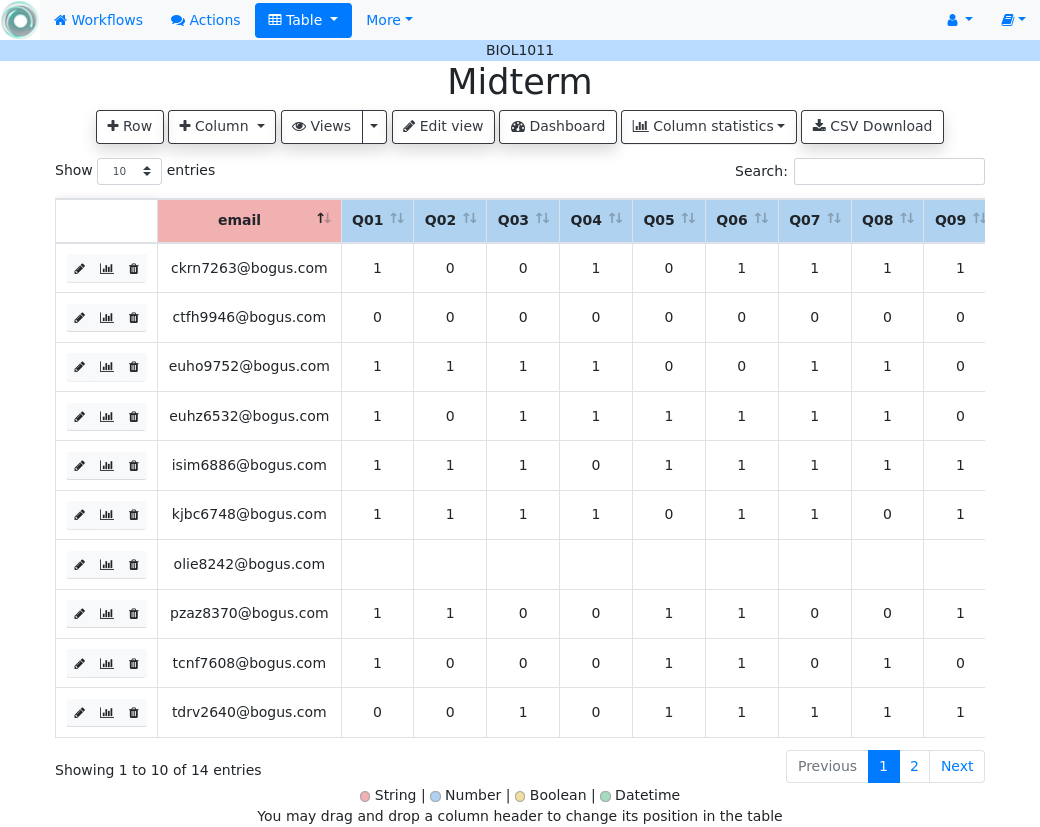 Workflows Actions Table More
BIOL1011
Midterm
Row Column Views Edit view Dashboard Column statistics CSV Download
Show 10 entries Search:
email Q01 Q02 Q03 Q04 Q05 Q06 Q07 Q08 Q09
ckrn7263@bogus.com 1 0 0 1 0 1 1 1 1
ctfh9946@bogus.com 0 0 0 0 0 0 0 0 0
euho9752@bogus.com 1 1 1 1 0 0 1 1 0
euhz6532@bogus.com 1 0 1 1 1 1 1 1 0
isim6886@bogus.com 1 1 1 0 1 1 1 1 1
kjbc6748@bogus.com 1 1 1 1 0 1 1 0 1
olie8242@bogus.com
pzaz8370@bogus.com 1 1 0 0 1 1 0 0 1
tcnf7608@bogus.com 1 0 0 0 1 1 0 1 0
tdrv2640@bogus.com 0 0 1 0 1 1 1 1 1
Showing 1 to 10 of 14 entries Previous 1 2 Next
String | Number | Boolean | Datetime
You may drag and drop a column header to change its position in the table